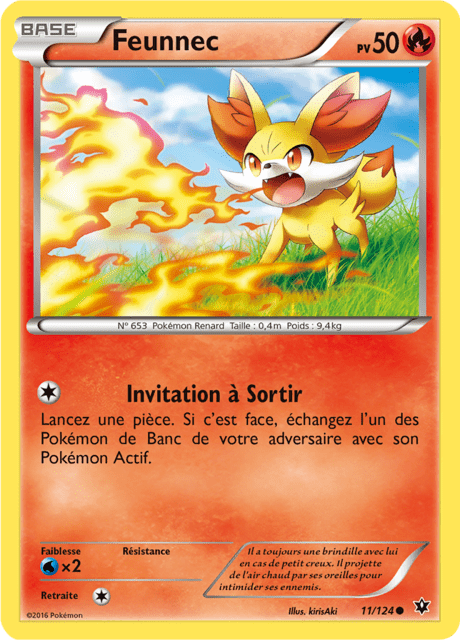 BASE
Feunnec
PV50
N° 653 Pokémon Renard Taille : 0,4m Poids : 9,4kg
Invitation à Sortir
Lancez une pièce. Si c'est face, échangez l'un des
Pokémon de Banc de votre adversaire avec son
Pokémon Actif.
Faiblesse
×2
Résistance
Retraite
Il a toujours une brindille avec lui
en cas de petit creux. Il projette
de l'air chaud par ses oreilles pour
intimider ses ennemis.
©2016 Pokémon
Illus. kirisAki
11/124